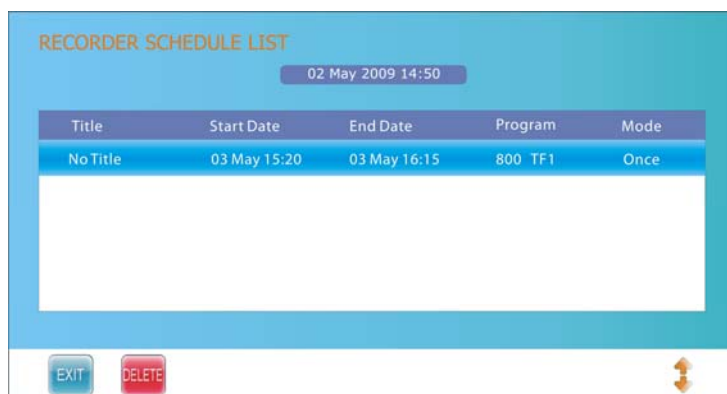 RECORDER SCHEDULE LIST
02 May 2009 14:50
Title Start Date End Date Program Mode
No Title 03 May 15:20 03 May 16:15 800 TF1 Once
EXIT DELETE